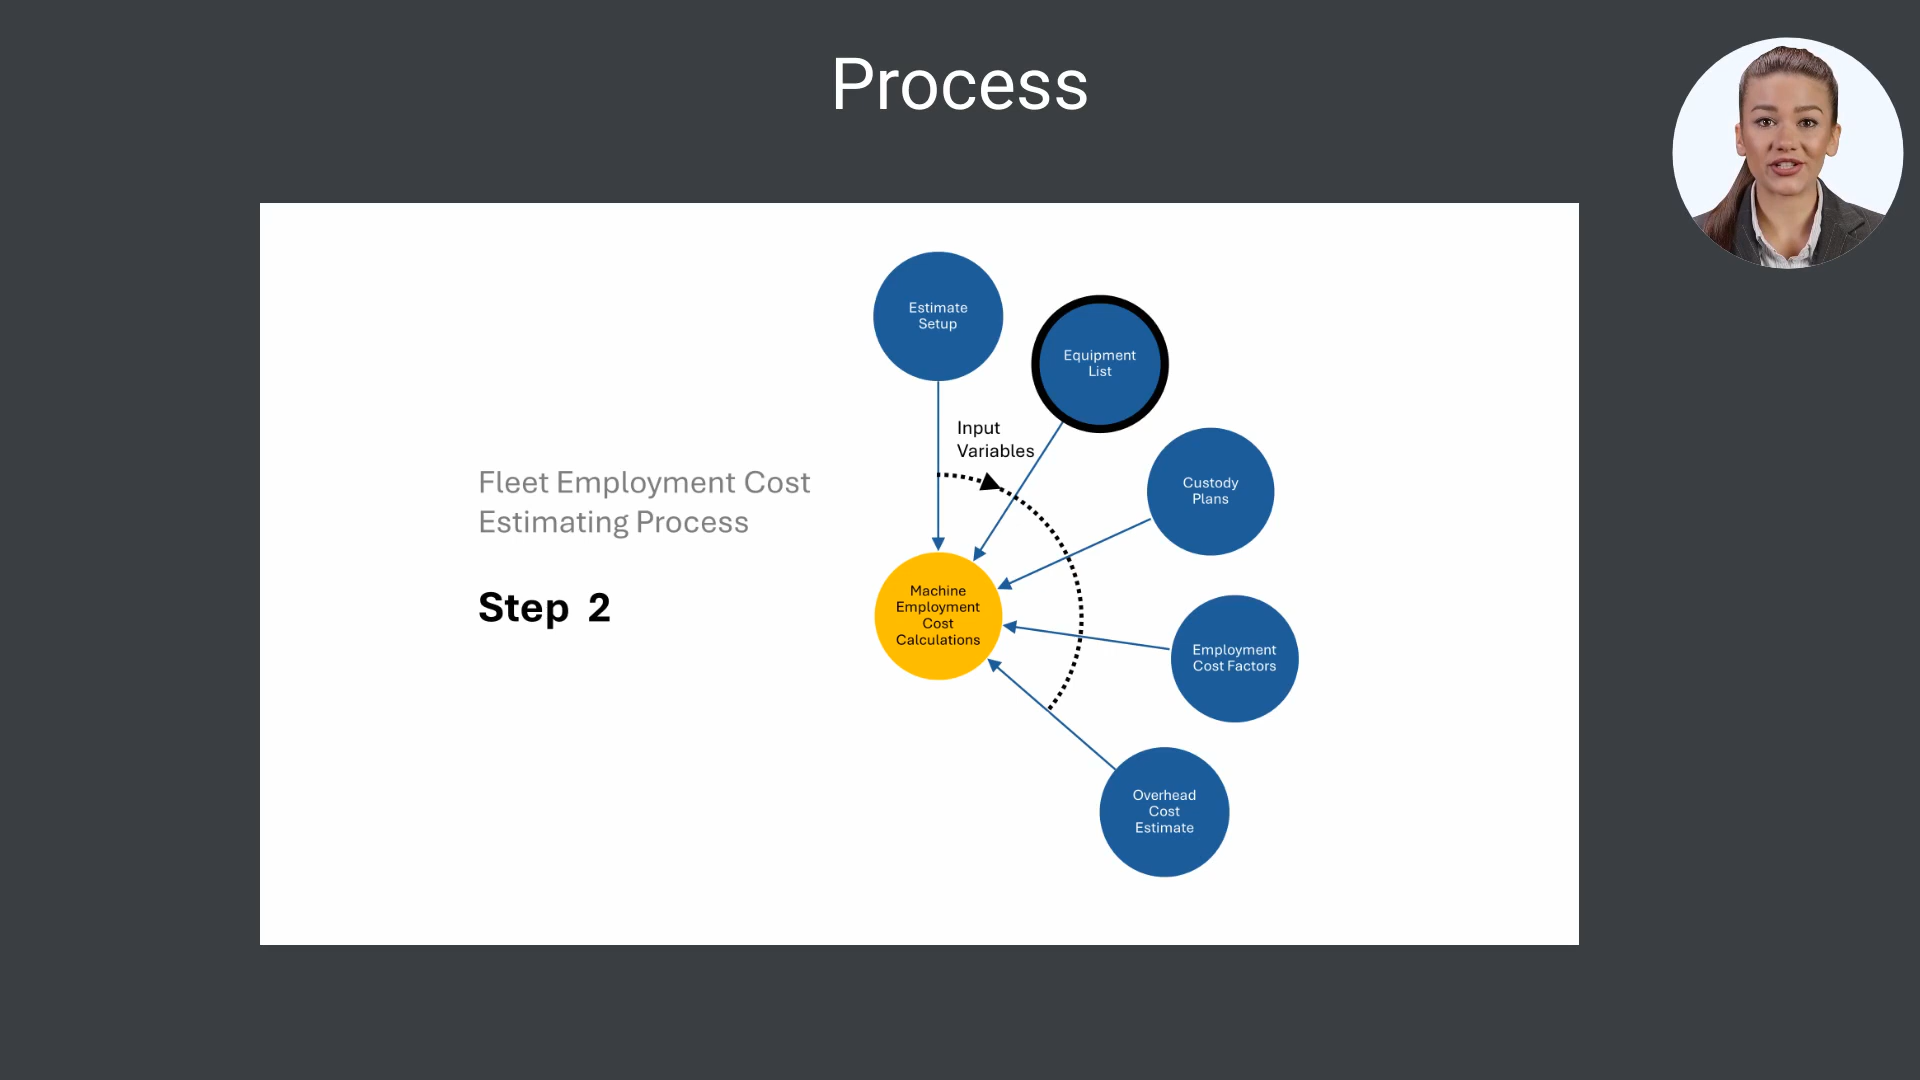 Process
Estimate
Setup
Equipment
List
Input
Variables
Custody
Plans
Fleet Employment Cost
Estimating Process
Step 2
Machine
Employment
Cost
Calculations
Employment
Cost Factors
Overhead
Cost
Estimate